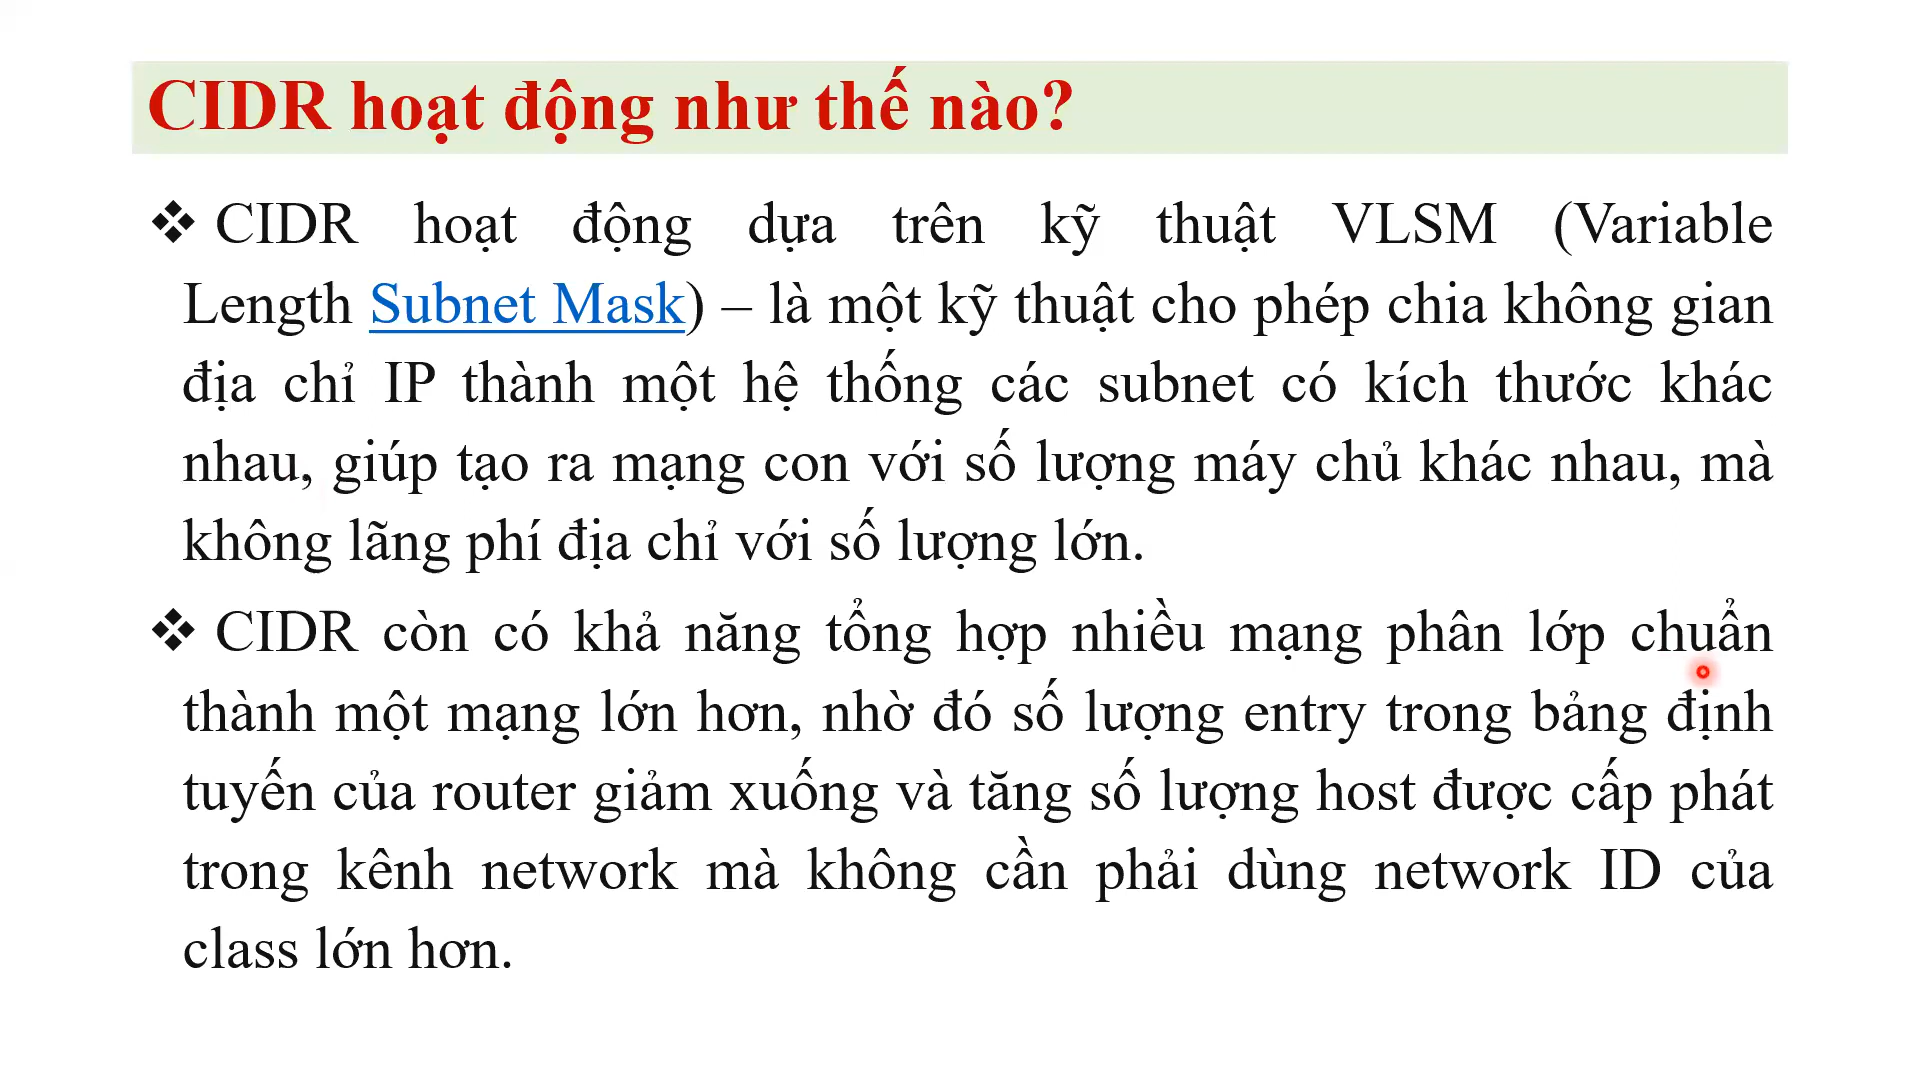 CIDR hoạt động như thế nào?
❖ CIDR hoạt động dựa trên kỹ thuật VLSM (Variable
Length Subnet Mask) – là một kỹ thuật cho phép chia không gian
địa chỉ IP thành một hệ thống các subnet có kích thước khác
nhau, giúp tạo ra mạng con với số lượng máy chủ khác nhau, mà
không lãng phí địa chỉ với số lượng lớn.
❖ CIDR còn có khả năng tổng hợp nhiều mạng phân lớp chuẩn
thành một mạng lớn hơn, nhờ đó số lượng entry trong bảng định
tuyến của router giảm xuống và tăng số lượng host được cấp phát
trong kênh network mà không cần phải dùng network ID của
class lớn hơn.